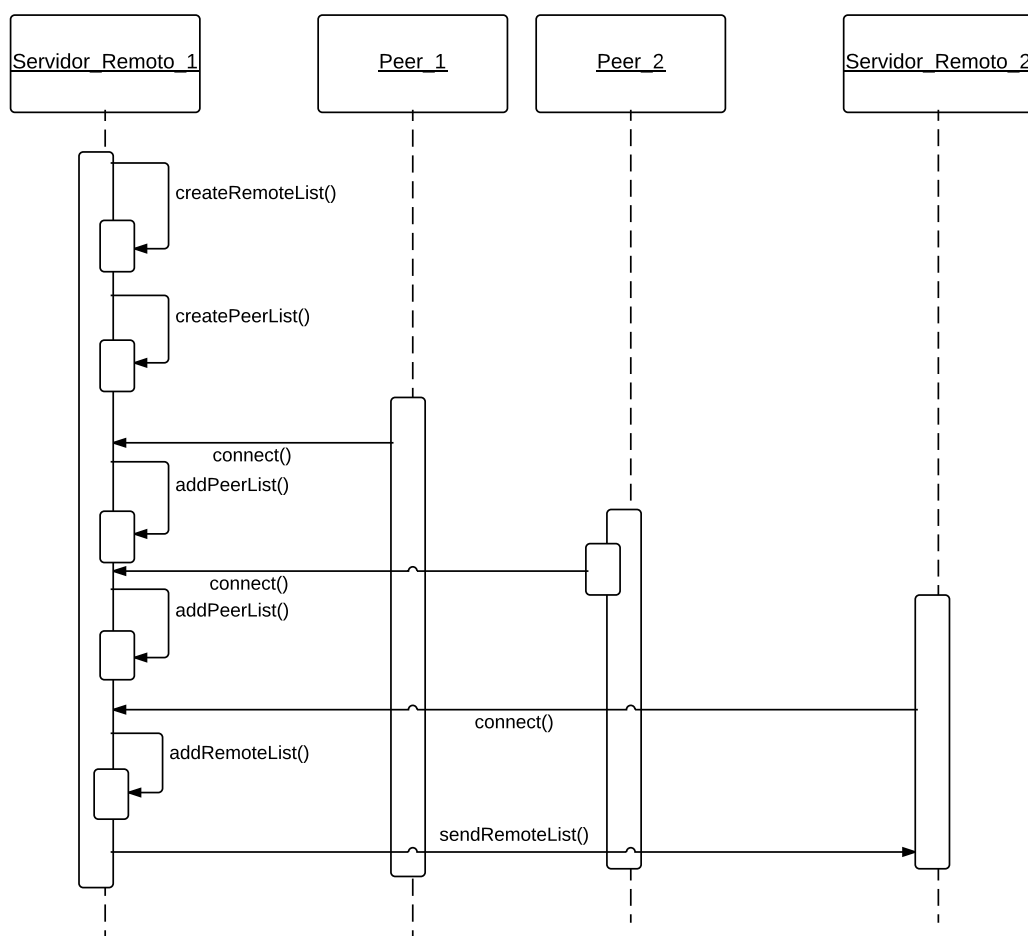 Servidor_Remoto_1
Peer_1
Peer_2
Servidor_Remoto_2
createRemoteList()
createPeerList()
connect()
addPeerList()
connect()
addPeerList()
connect()
addRemoteList()
sendRemoteList()